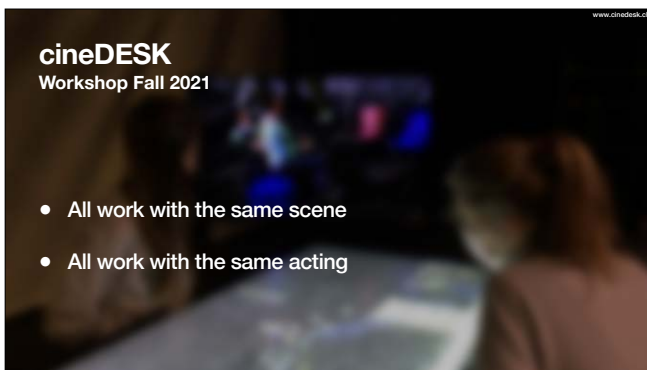 www.cinedesk.ch
cineDESK
Workshop Fall 2021
• All work with the same scene
• All work with the same acting